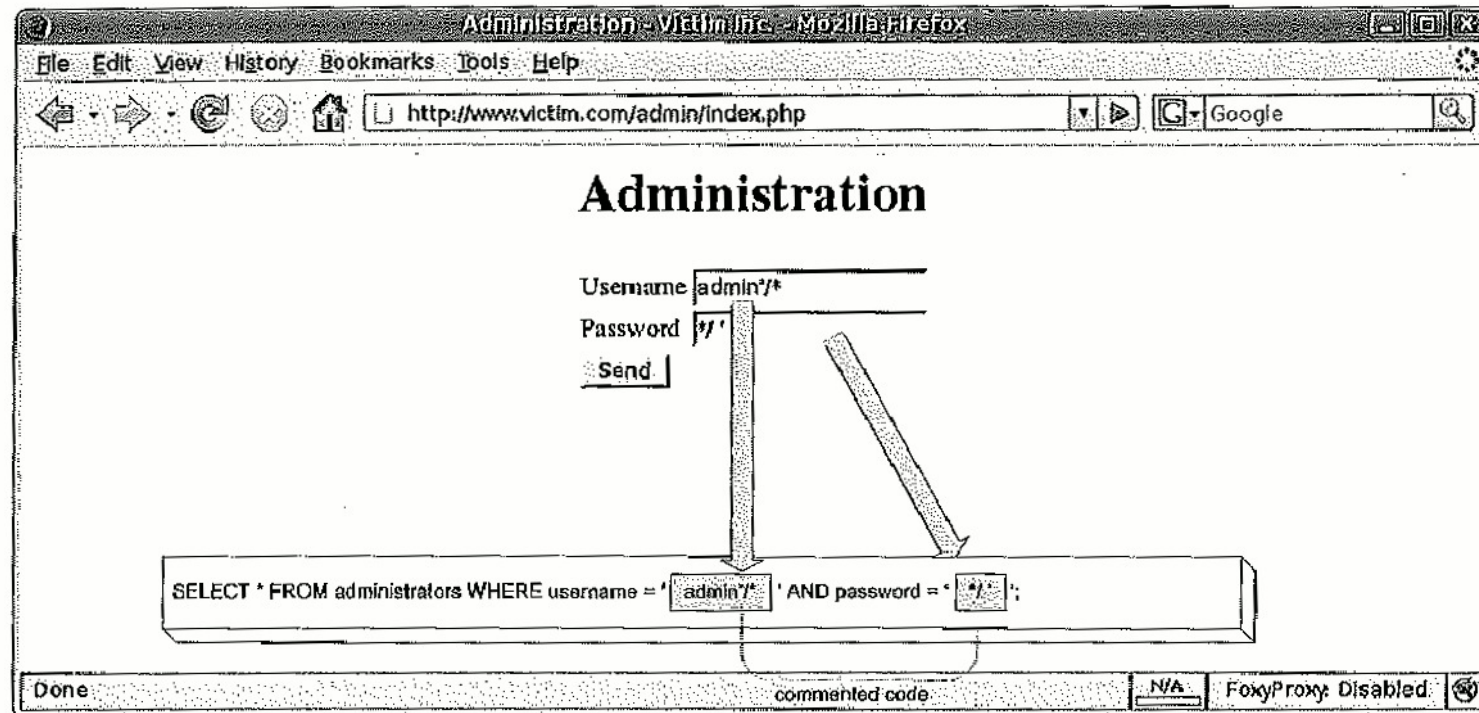 Administration - Victim Inc. - Mozilla Firefox
File Edit View History Bookmarks Tools Help
http://www.victim.com/admin/index.php
G Google
Administration
Username admin'/*
Password */ '
Send
SELECT * FROM administrators WHERE username = ' admin'/* ' AND password = ' */ ' ';
commented code
Done N/A FoxyProxy: Disabled